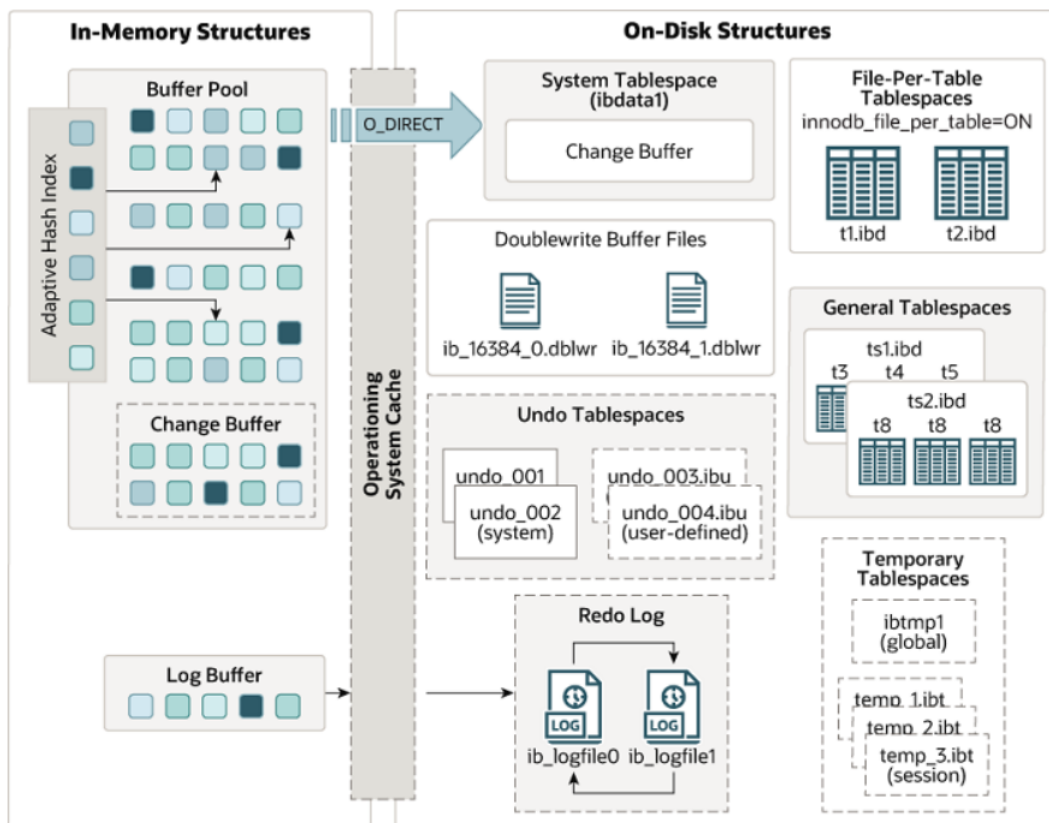 In-Memory Structures
Buffer Pool
Adaptive Hash Index
Change Buffer
Log Buffer
Operationing
System Cache
O_DIRECT
On-Disk Structures
System Tablespace
(ibdata1)
Change Buffer
Doublewrite Buffer Files
ib_16384_0.dblwr
ib_16384_1.dblwr
Undo Tablespaces
undo_001
undo_002
(system)
undo_003.ibu
undo_004.ibu
(user-defined)
Redo Log
LOG
LOG
ib_logfile0
ib_logfile1
File-Per-Table
Tablespaces
innodb_file_per_table=ON
t1.ibd
t2.ibd
General Tablespaces
ts1.ibd
t3 t4 t5
ts2.ibd
t8 t8 t8
Temporary
Tablespaces
ibtmp1
(global)
temp_1.ibt
temp_2.ibt
temp_3.ibt
(session)